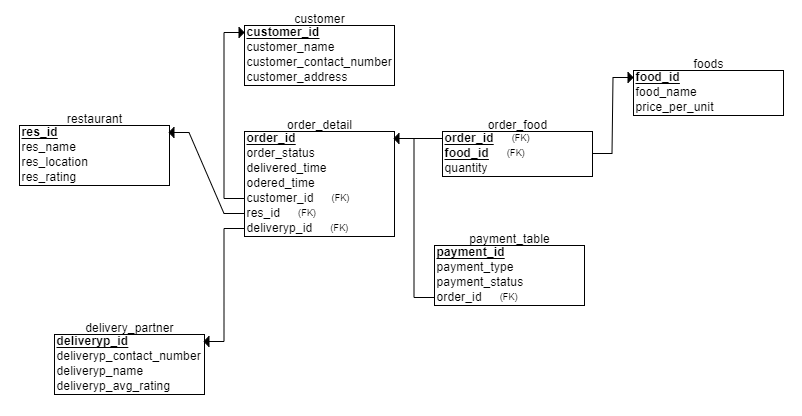 customer
customer_id
customer_name
customer_contact_number
customer_address
foods
food_id
food_name
price_per_unit
restaurant
res_id
res_name
res_location
res_rating
order_detail
order_id
order_status
delivered_time
odered_time
customer_id (FK)
res_id (FK)
deliveryp_id (FK)
order_food
order_id (FK)
food_id (FK)
quantity
payment_table
payment_id
payment_type
payment_status
order_id (FK)
delivery_partner
deliveryp_id
deliveryp_contact_number
deliveryp_name
deliveryp_avg_rating